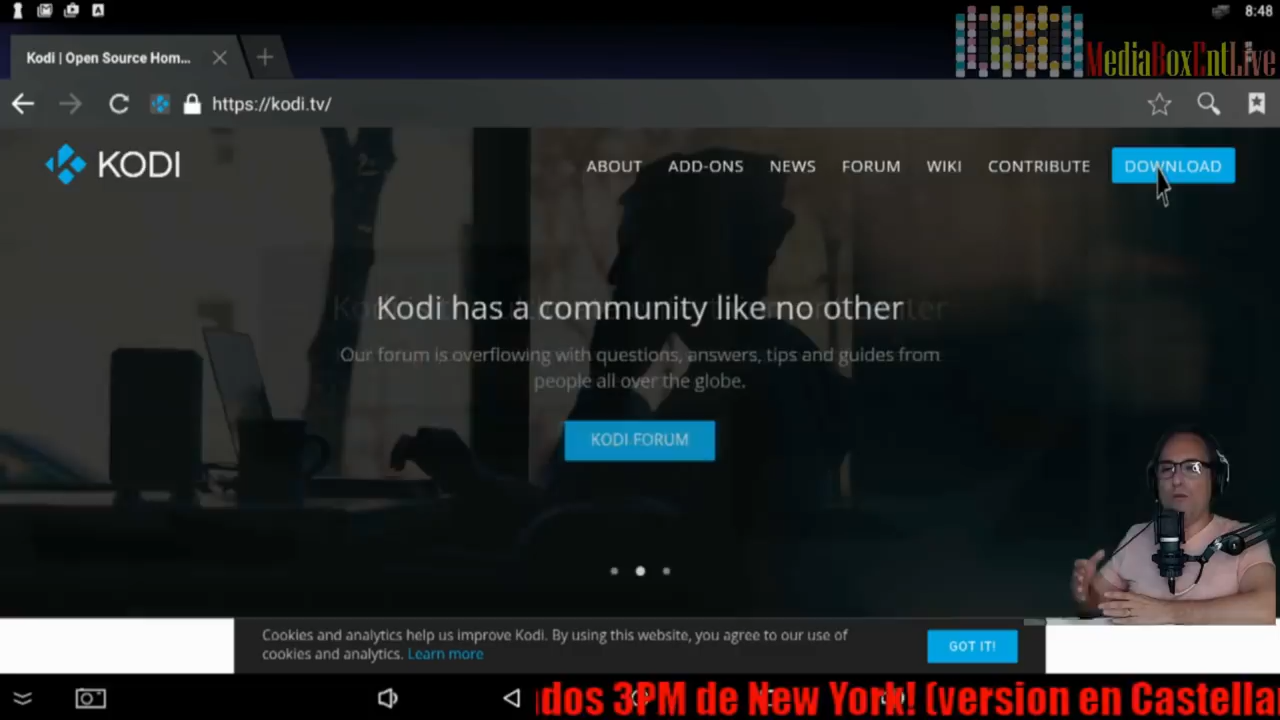 8:48
MediaBoxEntLive
Kodi | Open Source Hom...
https://kodi.tv/
KODI
ABOUT ADD-ONS NEWS FORUM WIKI CONTRIBUTE DOWNLOAD
Kodi has a community like no other
Our forum is overflowing with questions, answers, tips and guides from
people all over the globe.
KODI FORUM
Cookies and analytics help us improve Kodi. By using this website, you agree to our use of
cookies and analytics. Learn more
GOT IT!
dos 3PM de New York! (version en Castella